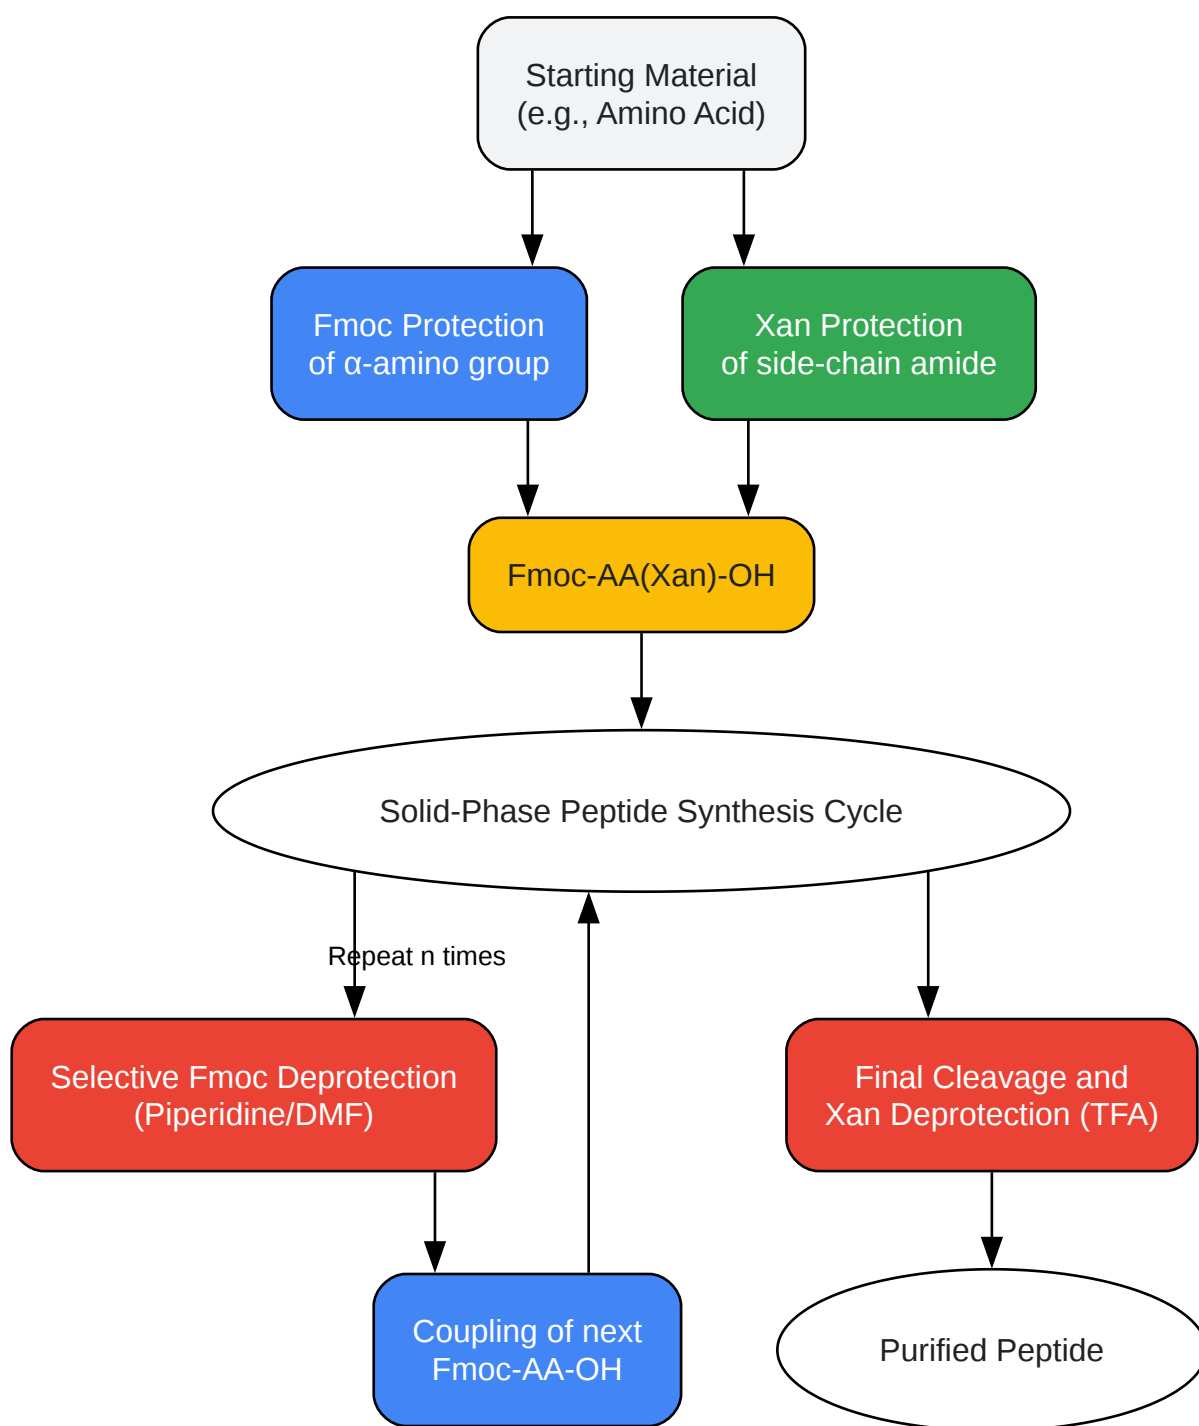 Starting Material
(e.g., Amino Acid)
Fmoc Protection
of α-amino group
Xan Protection
of side-chain amide
Fmoc-AA(Xan)-OH
Solid-Phase Peptide Synthesis Cycle
Repeat n times
Selective Fmoc Deprotection
(Piperidine/DMF)
Final Cleavage and
Xan Deprotection (TFA)
Coupling of next
Fmoc-AA-OH
Purified Peptide